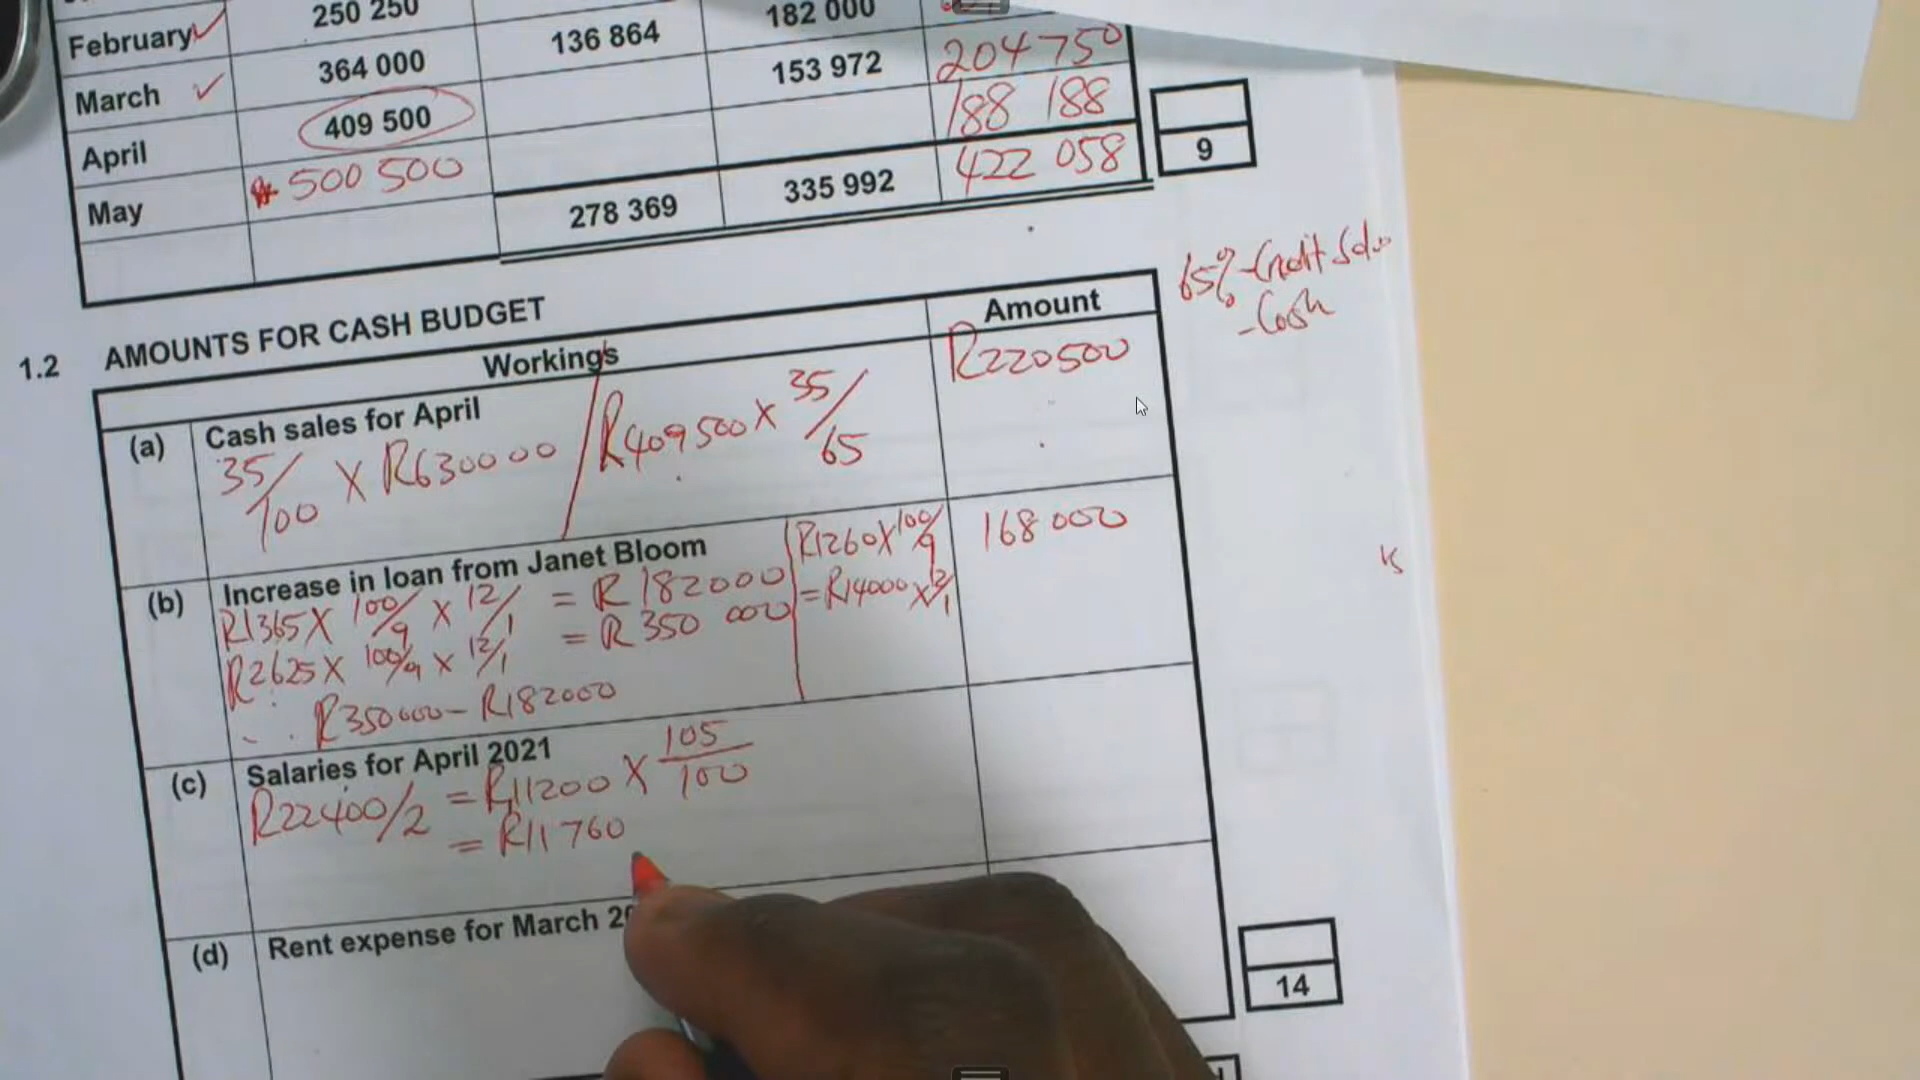 February 250 250 182 000
March 364 000 136 864 153 972 204 750
April 409 500 188 188
May 500 500 278 369 335 992 422 058
9
65% - Credit Sales
- Cash
1.2 AMOUNTS FOR CASH BUDGET
Workings Amount
(a) Cash sales for April R220500
35/100 X R630000 / R409500 X 35/65
(b) Increase in loan from Janet Bloom 168 000
R1365 X 100/9 X 12/1 = R182000
R2625 X 100/9 X 12/1 = R350 000
∴ R350000 - R182000
R1260 X 100/9
= R14000 X 12/1
(c) Salaries for April 2021
R22400/2 = R11200 X 105/100
= R11760
(d) Rent expense for March
14